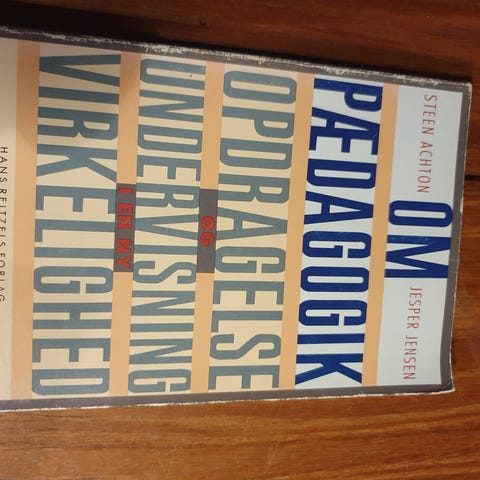 STEEN ACHTON
JESPER JENSEN
OM
PÆDAGOGIK
OPDRAGELSE
OG
UNDERVISNING
I EN NY
VIRKELIGHED
HANS REITZELS FORLAG